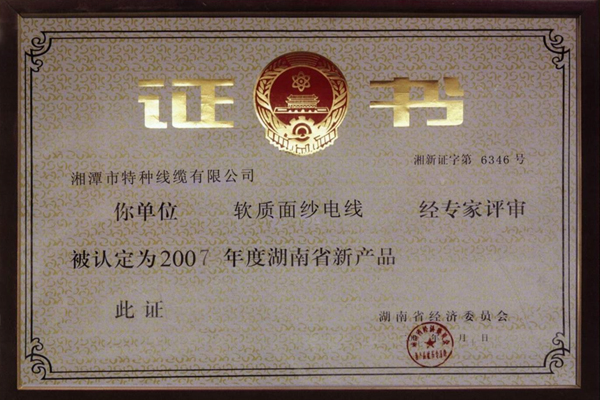 证书
湘新证字第 6346 号
湘潭市特种线缆有限公司
你单位 软质面纱电线 经专家评审
被认定为2007年度湖南省新产品
此证
湖南省经济委员会
月 日